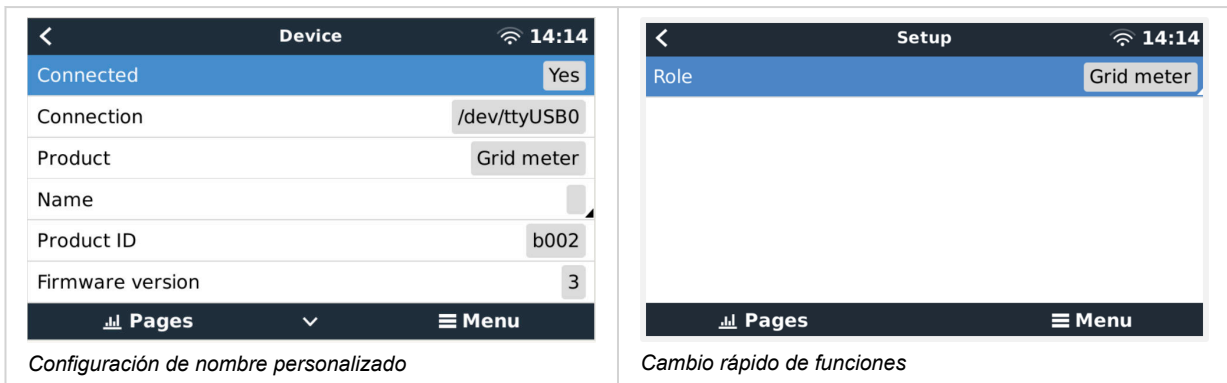 Device 14:14
Connected Yes
Connection /dev/ttyUSB0
Product Grid meter
Name
Product ID b002
Firmware version 3
Pages Menu
Configuración de nombre personalizado
Setup 14:14
Role Grid meter
Pages Menu
Cambio rápido de funciones